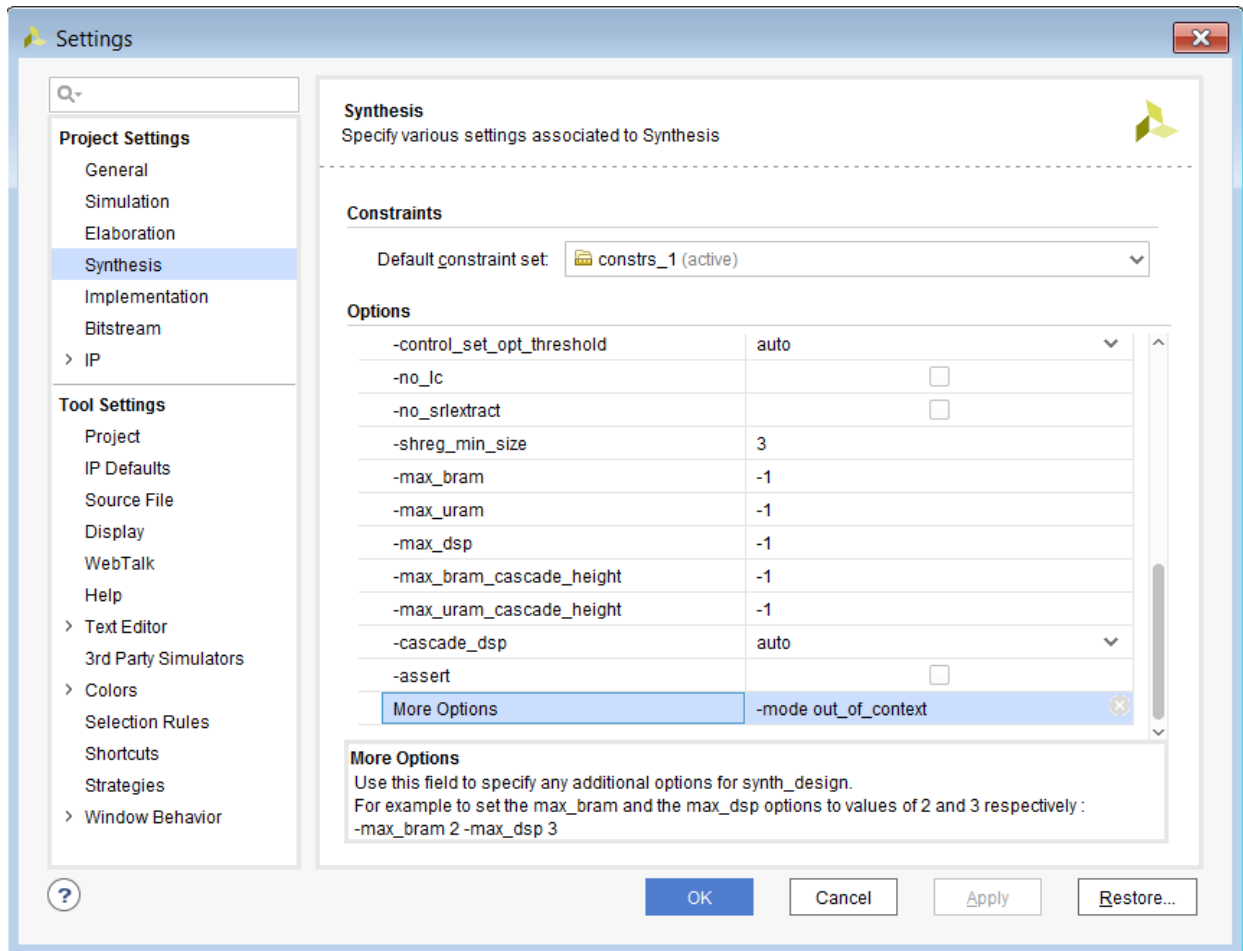 Settings
Project Settings
General
Simulation
Elaboration
Synthesis
Implementation
Bitstream
> IP
Tool Settings
Project
IP Defaults
Source File
Display
WebTalk
Help
> Text Editor
3rd Party Simulators
> Colors
Selection Rules
Shortcuts
Strategies
> Window Behavior
Synthesis
Specify various settings associated to Synthesis
Constraints
Default constraint set: constrs_1 (active)
Options
-control_set_opt_threshold auto
-no_lc
-no_srlextract
-shreg_min_size 3
-max_bram -1
-max_uram -1
-max_dsp -1
-max_bram_cascade_height -1
-max_uram_cascade_height -1
-cascade_dsp auto
-assert
More Options -mode out_of_context
More Options
Use this field to specify any additional options for synth_design.
For example to set the max_bram and the max_dsp options to values of 2 and 3 respectively :
-max_bram 2 -max_dsp 3
?
OK Cancel Apply Restore...